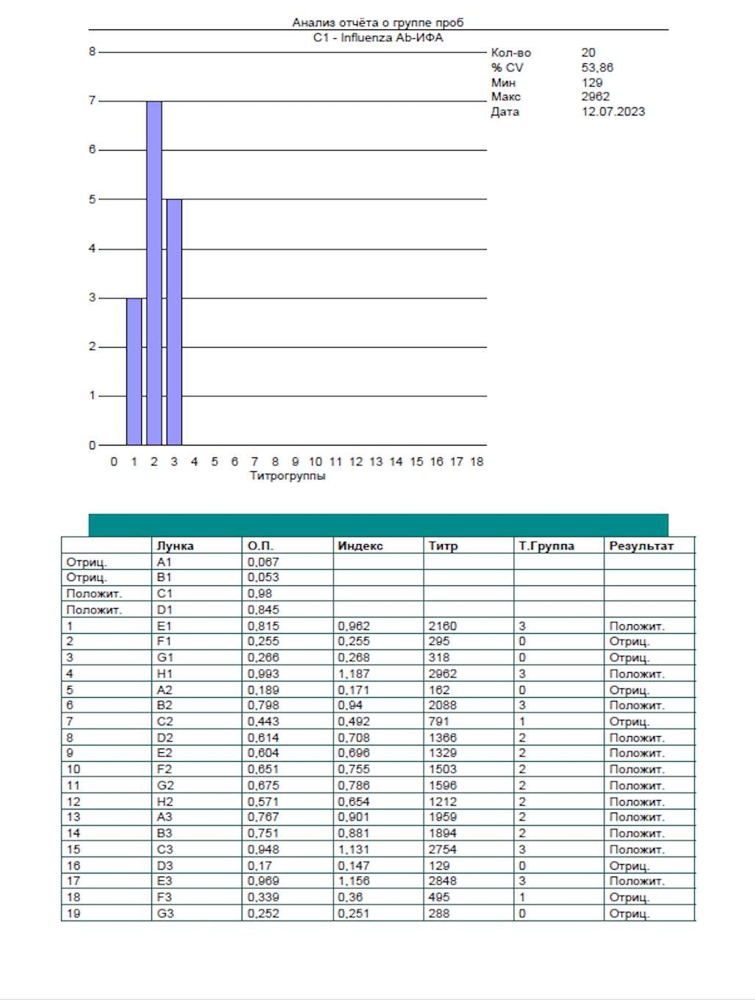 Анализ отчёта о группе проб
C1 - Influenza Ab-ИФА
Кол-во 20
% CV 53,86
Мин 129
Макс 2962
Дата 12.07.2023
8
7
6
5
4
3
2
1
0
0 1 2 3 4 5 6 7 8 9 10 11 12 13 14 15 16 17 18
Титрогруппы
Лунка О.П. Индекс Титр Т.Группа Результат
Отриц. A1 0,067
Отриц. B1 0,053
Положит. C1 0,98
Положит. D1 0,845
1 E1 0,815 0,962 2160 3 Положит.
2 F1 0,255 0,255 295 0 Отриц.
3 G1 0,266 0,268 318 0 Отриц.
4 H1 0,993 1,187 2962 3 Положит.
5 A2 0,189 0,171 162 0 Отриц.
6 B2 0,798 0,94 2088 3 Положит.
7 C2 0,443 0,492 791 1 Отриц.
8 D2 0,614 0,708 1366 2 Положит.
9 E2 0,604 0,696 1329 2 Положит.
10 F2 0,651 0,755 1503 2 Положит.
11 G2 0,675 0,786 1596 2 Положит.
12 H2 0,571 0,654 1212 2 Положит.
13 A3 0,767 0,901 1959 2 Положит.
14 B3 0,751 0,881 1894 2 Положит.
15 C3 0,948 1,131 2754 3 Положит.
16 D3 0,17 0,147 129 0 Отриц.
17 E3 0,969 1,156 2848 3 Положит.
18 F3 0,339 0,36 495 1 Отриц.
19 G3 0,252 0,251 288 0 Отриц.